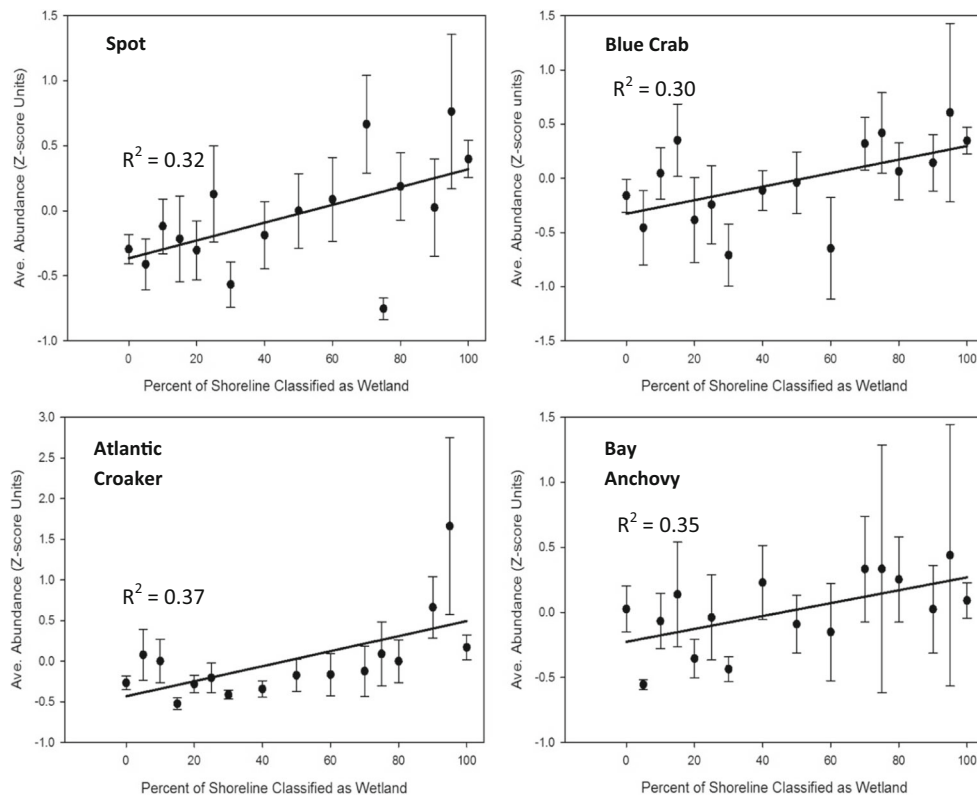 Spot
R² = 0.32
1.5
1.0
0.5
0.0
-0.5
-1.0
Ave. Abundance (Z-score Units)
0 20 40 60 80 100
Percent of Shoreline Classified as Wetland
Blue Crab
R² = 0.30
1.5
1.0
0.5
0.0
-0.5
-1.0
-1.5
Ave. Abundance (Z-score units)
0 20 40 60 80 100
Percent of Shoreline Classified as Wetland
Atlantic
Croaker
R² = 0.37
3.0
2.5
2.0
1.5
1.0
0.5
0.0
-0.5
-1.0
Ave. Abundance (Z-score Units)
0 20 40 60 80 100
Percent of Shoreline Classified as Wetland
Bay
Anchovy
R² = 0.35
1.5
1.0
0.5
0.0
-0.5
-1.0
Ave. Abundance (Z-score Units)
0 20 40 60 80 100
Percent of Shoreline Classified as Wetland